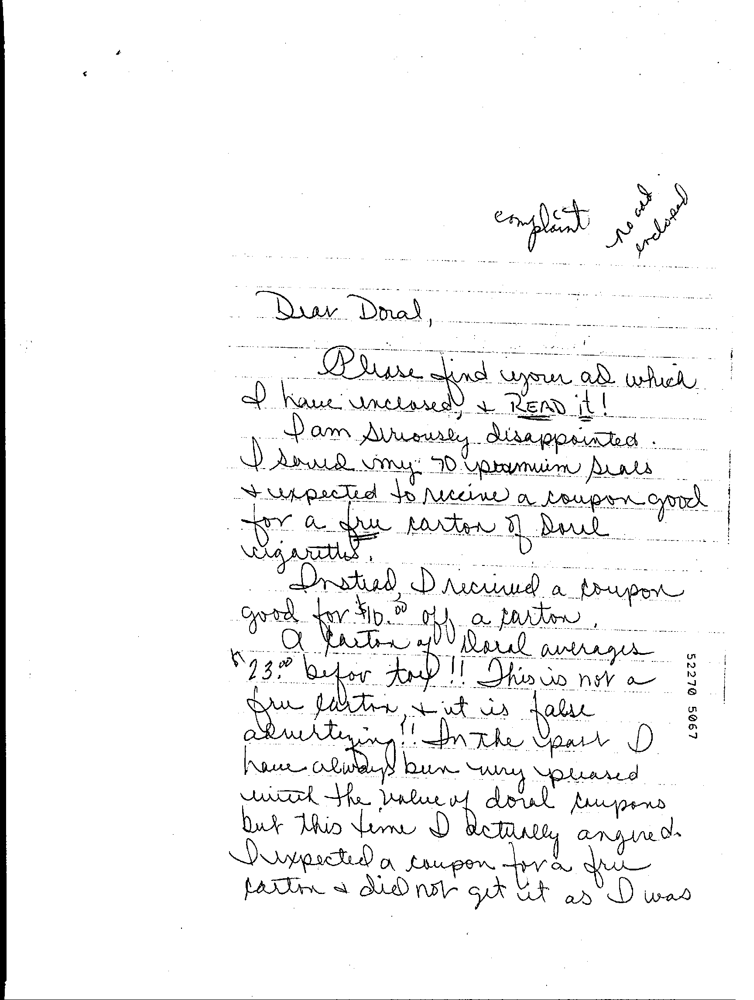 complaint
no ad
enclosed
Dear Doral,
Please find your ad which
I have inclosed, & READ it!
I am seriously disappointed.
I saved my 70 premium seals
& expected to receive a coupon good
for a free carton of Doral
cigarettes.
Instead, I received a coupon
good for $10.00 off a carton.
A carton of Doral averages
$23.00 befor tax!! This is not a
free carton, & it is false
advertizing!! In the past I
have always been very pleased
with the value of doral coupons
but this time I actually angred.
I expected a coupon for a free
carton & did not get it as I was
52270 5067